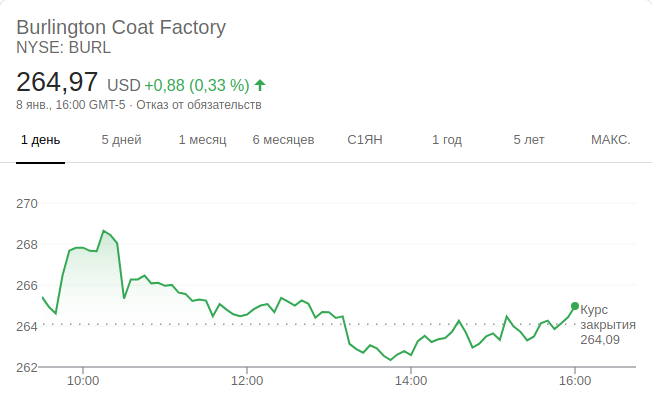 Burlington Coat Factory
NYSE: BURL
264,97 USD +0,88 (0,33 %)
8 янв., 16:00 GMT-5 · Отказ от обязательств
1 день 5 дней 1 месяц 6 месяцев С1ЯН 1 год 5 лет МАКС.
270
268
266
264
262
Курс
закрытия
264,09
10:00 12:00 14:00 16:00